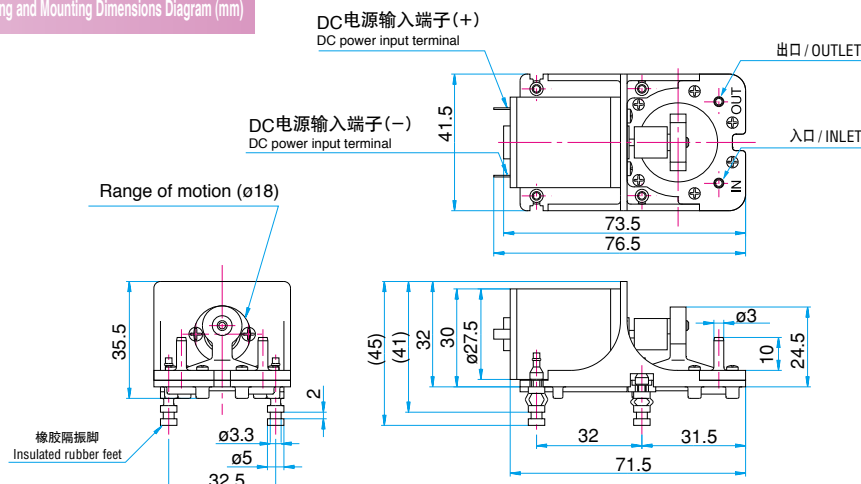 ing and Mounting Dimensions Diagram (mm)
DC电源输入端子(+)
DC power input terminal
出口 / OUTLET
DC电源输入端子(−)
DC power input terminal
入口 / INLET
41.5
OUT
IN
73.5
76.5
Range of motion (ø18)
35.5
2
橡胶隔振脚
Insulated rubber feet
ø3.3
ø5
32.5
(45)
(41)
32
30
ø27.5
ø3
10
24.5
32
31.5
71.5